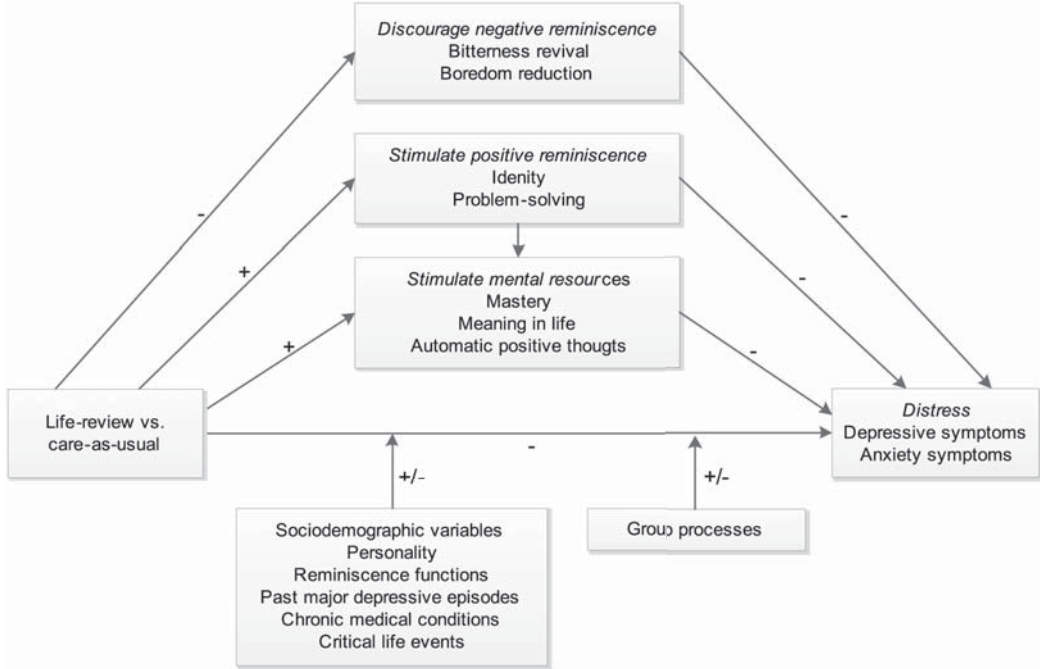 Discourage negative reminiscence
Bitterness revival
Boredom reduction
Stimulate positive reminiscence
Idenity
Problem-solving
-
+
-
-
Stimulate mental resources
Mastery
Meaning in life
Automatic positive thougts
+
-
Life-review vs.
care-as-usual
Distress
Depressive symptoms
Anxiety symptoms
-
+/-
+/-
Sociodemographic variables
Personality
Reminiscence functions
Past major depressive episodes
Chronic medical conditions
Critical life events
Group processes